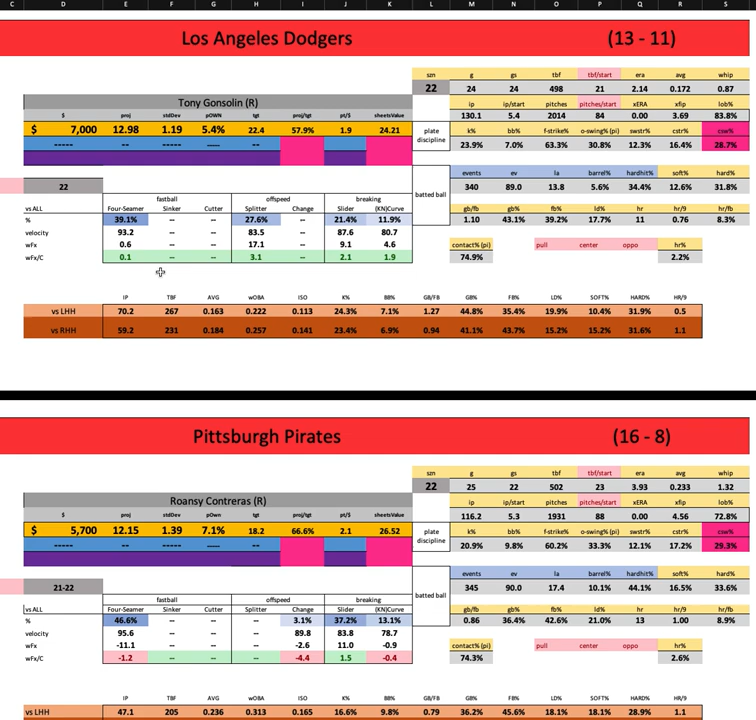 C D E F G H I J K L M N O P Q R S
Los Angeles Dodgers (13 - 11)
szn g gs tbf tbf/start era avg whip
22 24 24 498 21 2.14 0.172 0.87
Tony Gonsolin (R) ip ip/start pitches pitches/start xERA xfip lob%
$ proj stdDev pOWN tgt proj/tgt pt/$ sheetsValue 130.1 5.4 2014 84 0.00 3.69 83.8%
$ 7,000 12.98 1.19 5.4% 22.4 57.9% 1.9 24.21 plate discipline k% bb% f-strike% o-swing% (pi) swstr% cstr% csw%
----- -- --- ___ -- 23.9% 7.0% 63.3% 30.8% 12.3% 16.4% 28.7%
events ev la barrel% hardhit% soft% hard%
22 340 89.0 13.8 5.6% 34.4% 12.6% 31.8%
fastball offspeed breaking batted ball
vs ALL Four-Seamer Sinker Cutter Splitter Change Slider (KN)Curve gb/fb gb% fb% ld% hr hr/9 hr/fb
% 39.1% -- -- 27.6% -- 21.4% 11.9% 1.10 43.1% 39.2% 17.7% 11 0.76 8.3%
velocity 93.2 -- -- 83.5 -- 87.6 80.7
wFx 0.6 -- -- 17.1 -- 9.1 4.6 contact% (pi) pull center oppo hr%
wFx/C 0.1 -- -- 3.1 -- 2.1 1.9 74.9% 2.2%
IP TBF AVG wOBA ISO K% BB% GB/FB GB% FB% LD% SOFT% HARD% HR/9
vs LHH 70.2 267 0.163 0.222 0.113 24.3% 7.1% 1.27 44.8% 35.4% 19.9% 10.4% 31.9% 0.5
vs RHH 59.2 231 0.184 0.257 0.141 23.4% 6.9% 0.94 41.1% 43.7% 15.2% 15.2% 31.6% 1.1
Pittsburgh Pirates (16 - 8)
szn g gs tbf tbf/start era avg whip
22 25 22 502 23 3.93 0.233 1.32
Roansy Contreras (R) ip ip/start pitches pitches/start xERA xfip lob%
$ proj stdDev pOwn tgt proj/tgt pt/$ sheetsValue 116.2 5.3 1931 88 0.00 4.56 72.8%
$ 5,700 12.15 1.39 7.1% 18.2 66.6% 2.1 26.52 plate discipline k% bb% f-strike% o-swing% (pi) swstr% cstr% csw%
----- -- --- ___ -- 20.9% 9.8% 60.2% 33.3% 12.1% 17.2% 29.3%
events ev la barrel% hardhit% soft% hard%
21-22 345 90.0 17.4 10.1% 44.1% 16.5% 33.6%
fastball offspeed breaking batted ball
vs ALL Four-Seamer Sinker Cutter Splitter Change Slider (KN)Curve gb/fb gb% fb% ld% hr hr/9 hr/fb
% 46.6% -- -- -- 3.1% 37.2% 13.1% 0.86 36.4% 42.6% 21.0% 13 1.00 8.9%
velocity 95.6 -- -- -- 89.8 83.8 78.7
wFx -11.1 -- -- -- -2.6 11.0 -0.9 contact% (pi) pull center oppo hr%
wFx/C -1.2 -- -- -- -4.4 1.5 -0.4 74.3% 2.6%
IP TBF AVG wOBA ISO K% BB% GB/FB GB% FB% LD% SOFT% HARD% HR/9
vs LHH 47.1 205 0.236 0.313 0.165 16.6% 9.8% 0.79 36.2% 45.6% 18.1% 18.1% 28.9% 1.1